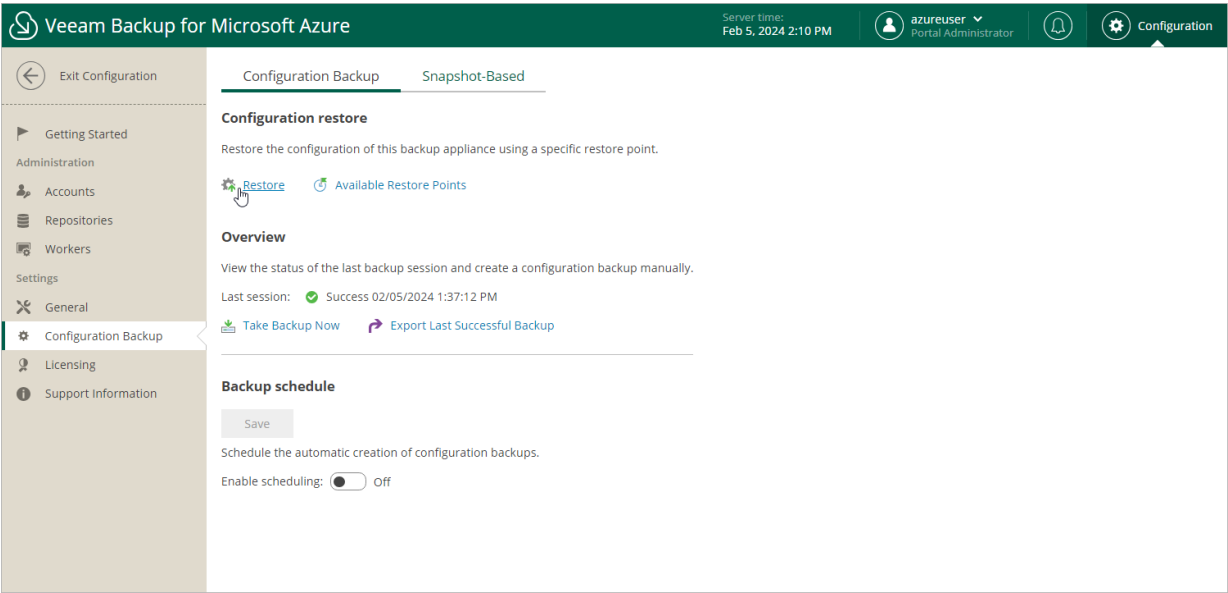 Veeam Backup for Microsoft Azure
Server time:
Feb 5, 2024 2:10 PM
azureuser
Portal Administrator
Configuration
Exit Configuration
Getting Started
Administration
Accounts
Repositories
Workers
Settings
General
Configuration Backup
Licensing
Support Information
Configuration Backup
Snapshot-Based
Configuration restore
Restore the configuration of this backup appliance using a specific restore point.
Restore
Available Restore Points
Overview
View the status of the last backup session and create a configuration backup manually.
Last session: Success 02/05/2024 1:37:12 PM
Take Backup Now
Export Last Successful Backup
Backup schedule
Save
Schedule the automatic creation of configuration backups.
Enable scheduling: Off